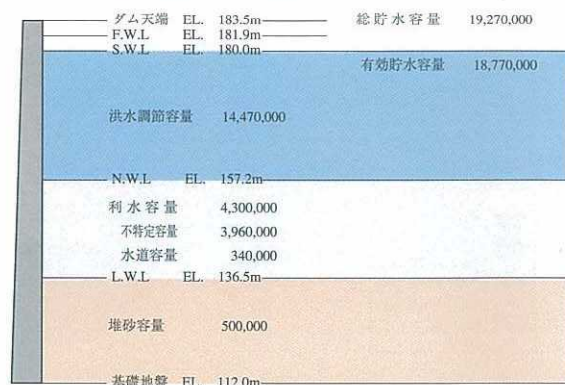 ダム天端 EL. 183.5m 総貯水容量 19,270,000
F.W.L EL. 181.9m
S.W.L EL. 180.0m
有効貯水容量 18,770,000
洪水調節容量 14,470,000
N.W.L EL. 157.2m
利水容量 4,300,000
不特定容量 3,960,000
水道容量 340,000
L.W.L EL. 136.5m
堆砂容量 500,000
基礎地盤 EL. 112.0m